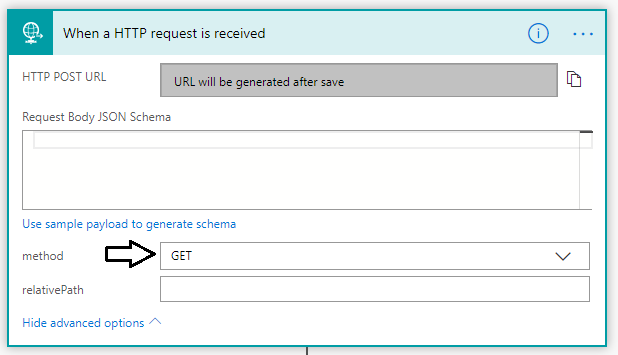 When a HTTP request is received
HTTP POST URL
URL will be generated after save
Request Body JSON Schema
Use sample payload to generate schema
method
GET
relativePath
Hide advanced options